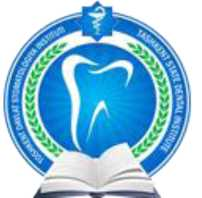 TOSHKENT DAVLAT STOMATOLOGIYA INSTITUTI
TASHKENT STATE DENTAL INSTITUTE